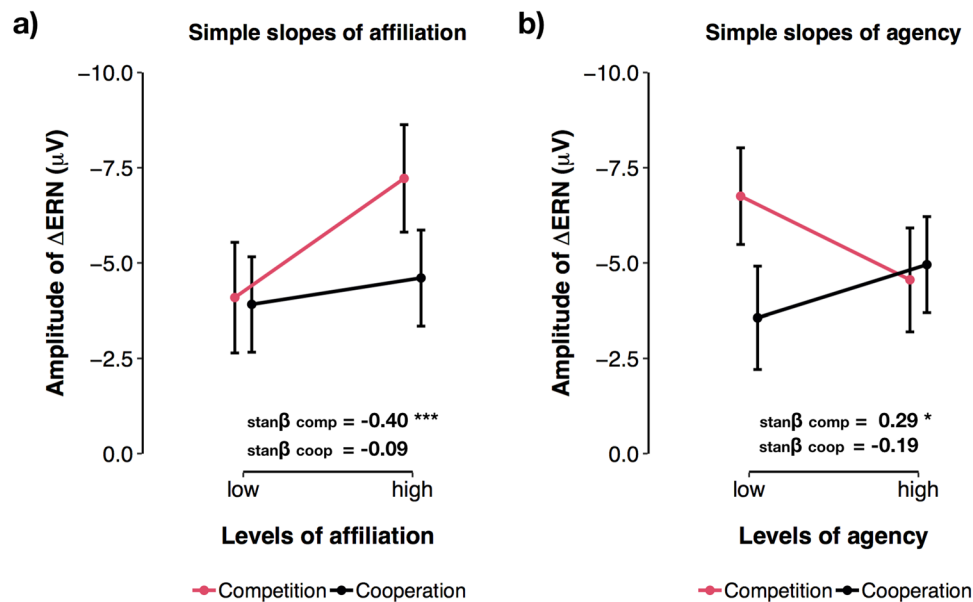 a)
Simple slopes of affiliation
Amplitude of ΔERN (μV)
−10.0
−7.5
−5.0
−2.5
0.0
stanβ comp = -0.40 ***
stanβ coop = -0.09
low high
Levels of affiliation
Competition Cooperation
b)
Simple slopes of agency
Amplitude of ΔERN (μV)
−10.0
−7.5
−5.0
−2.5
0.0
stanβ comp = 0.29 *
stanβ coop = -0.19
low high
Levels of agency
Competition Cooperation